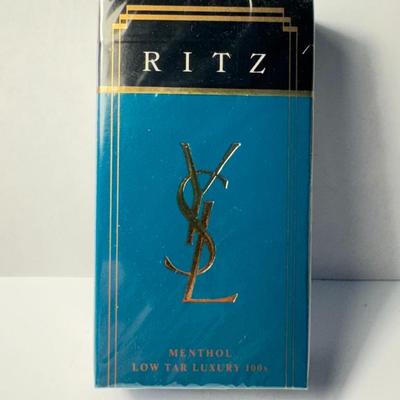 RITZ
YSL
MENTHOL
LOW TAR LUXURY 100s